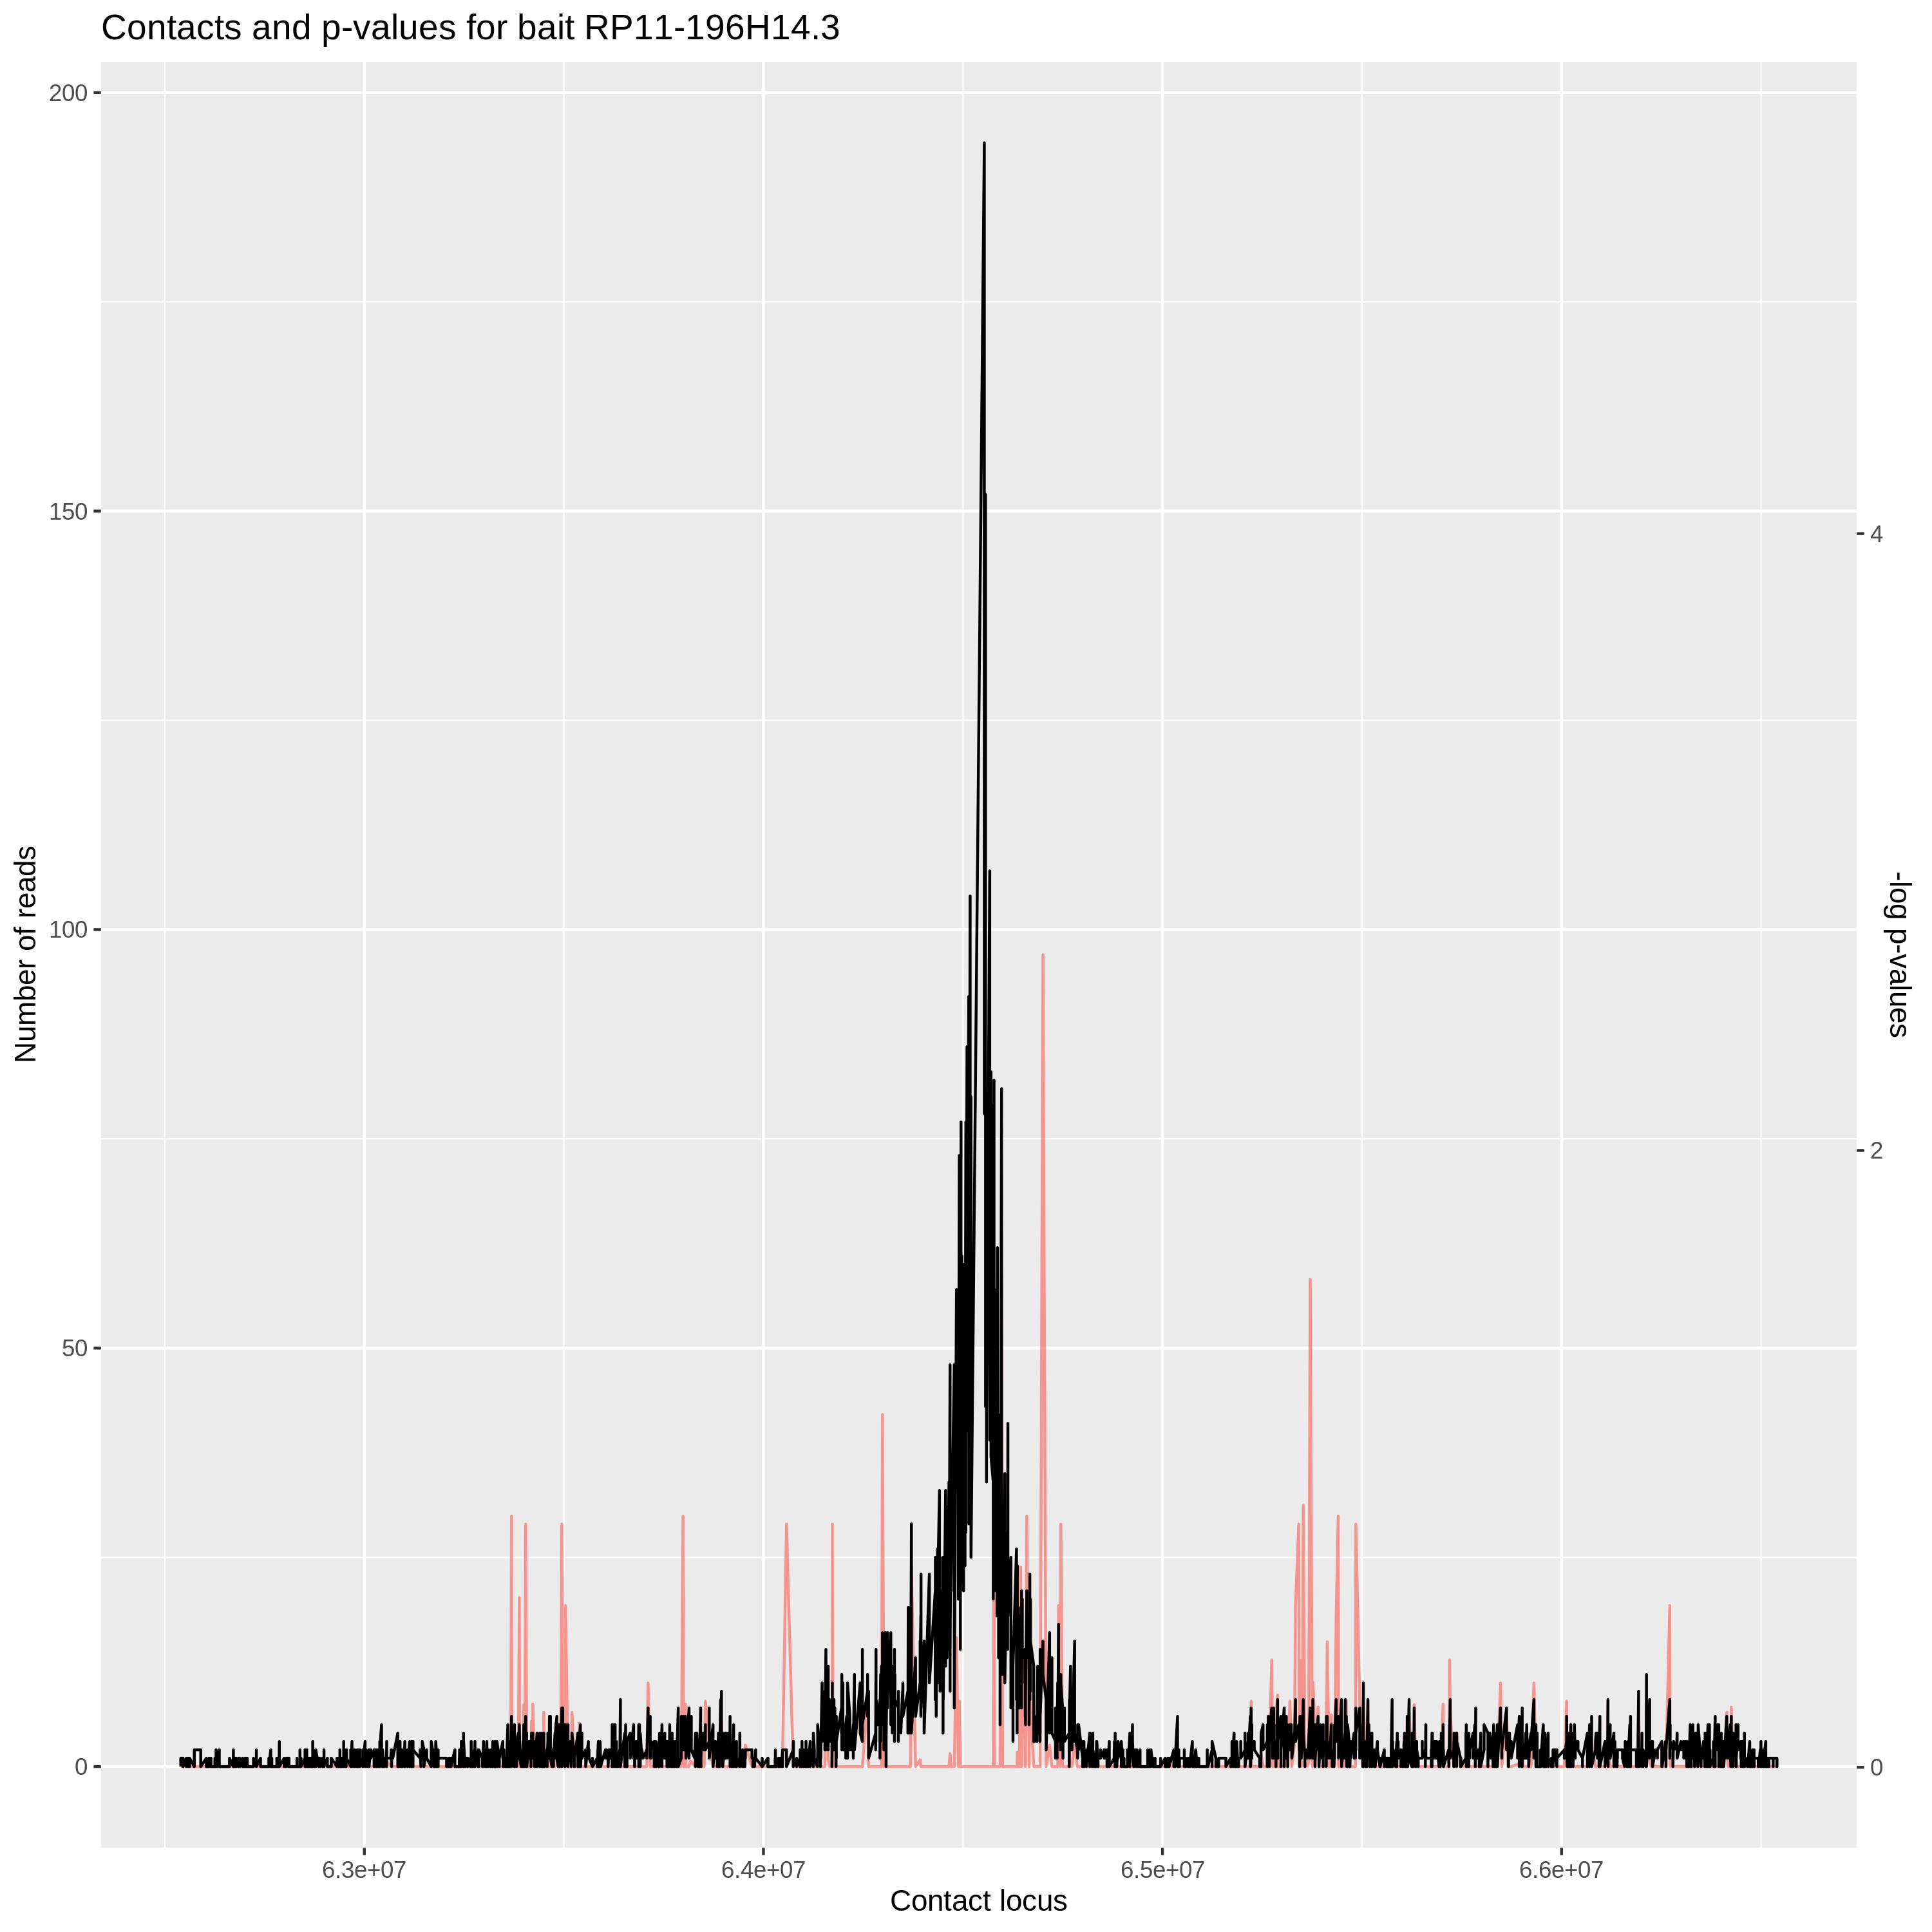 Contacts and p-values for bait RP11-196H14.3
200
150
100
50
0
Number of reads
4
2
0
-log p-values
6.3e+07
6.4e+07
6.5e+07
6.6e+07
Contact locus